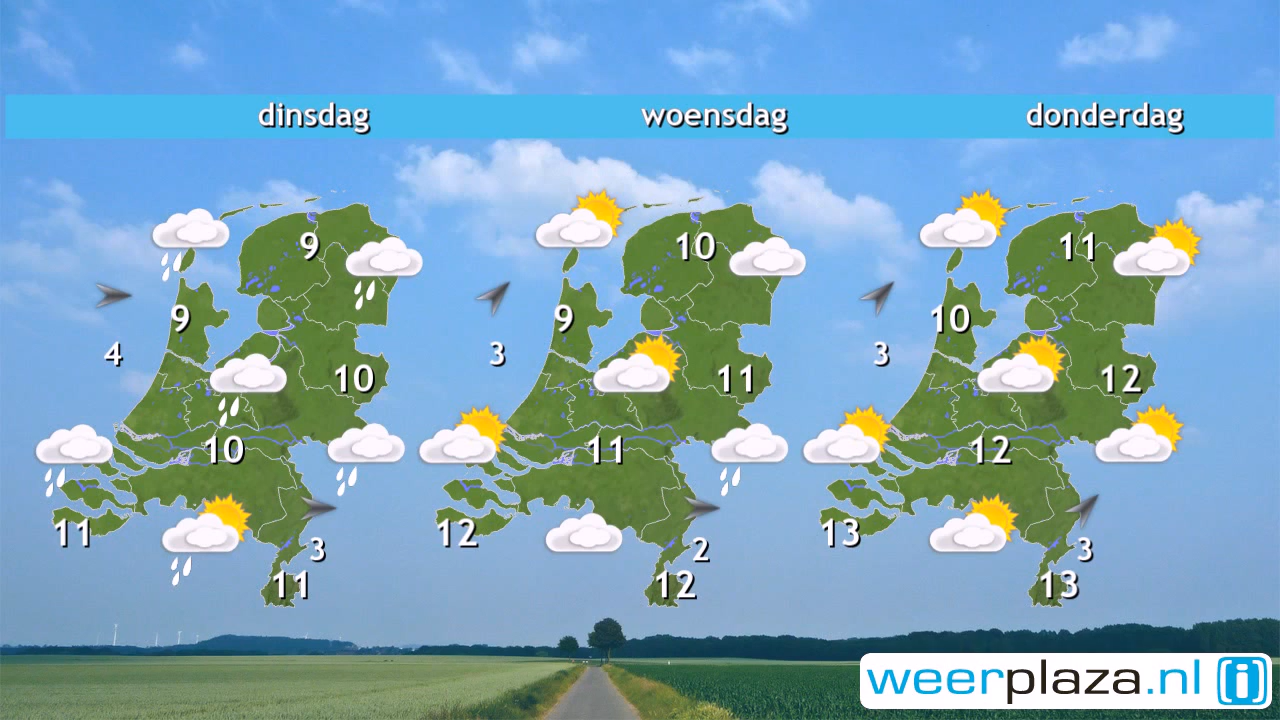 dinsdag woensdag donderdag
9 10 11
9 9 10
4 3 3
10 11 12
10 11 12
11 12 13
3 2 3
11 12 13
weerplaza.nl